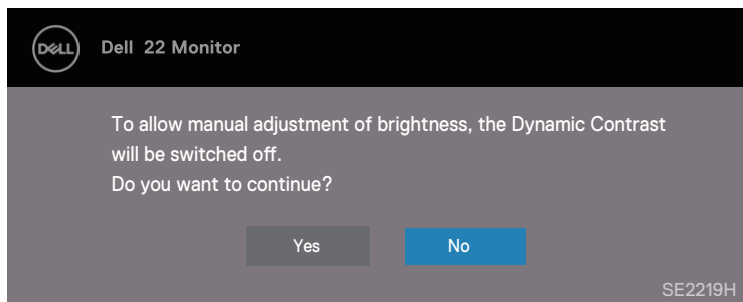 DELL
Dell 22 Monitor
To allow manual adjustment of brightness, the Dynamic Contrast
will be switched off.
Do you want to continue?
Yes
No
SE2219H